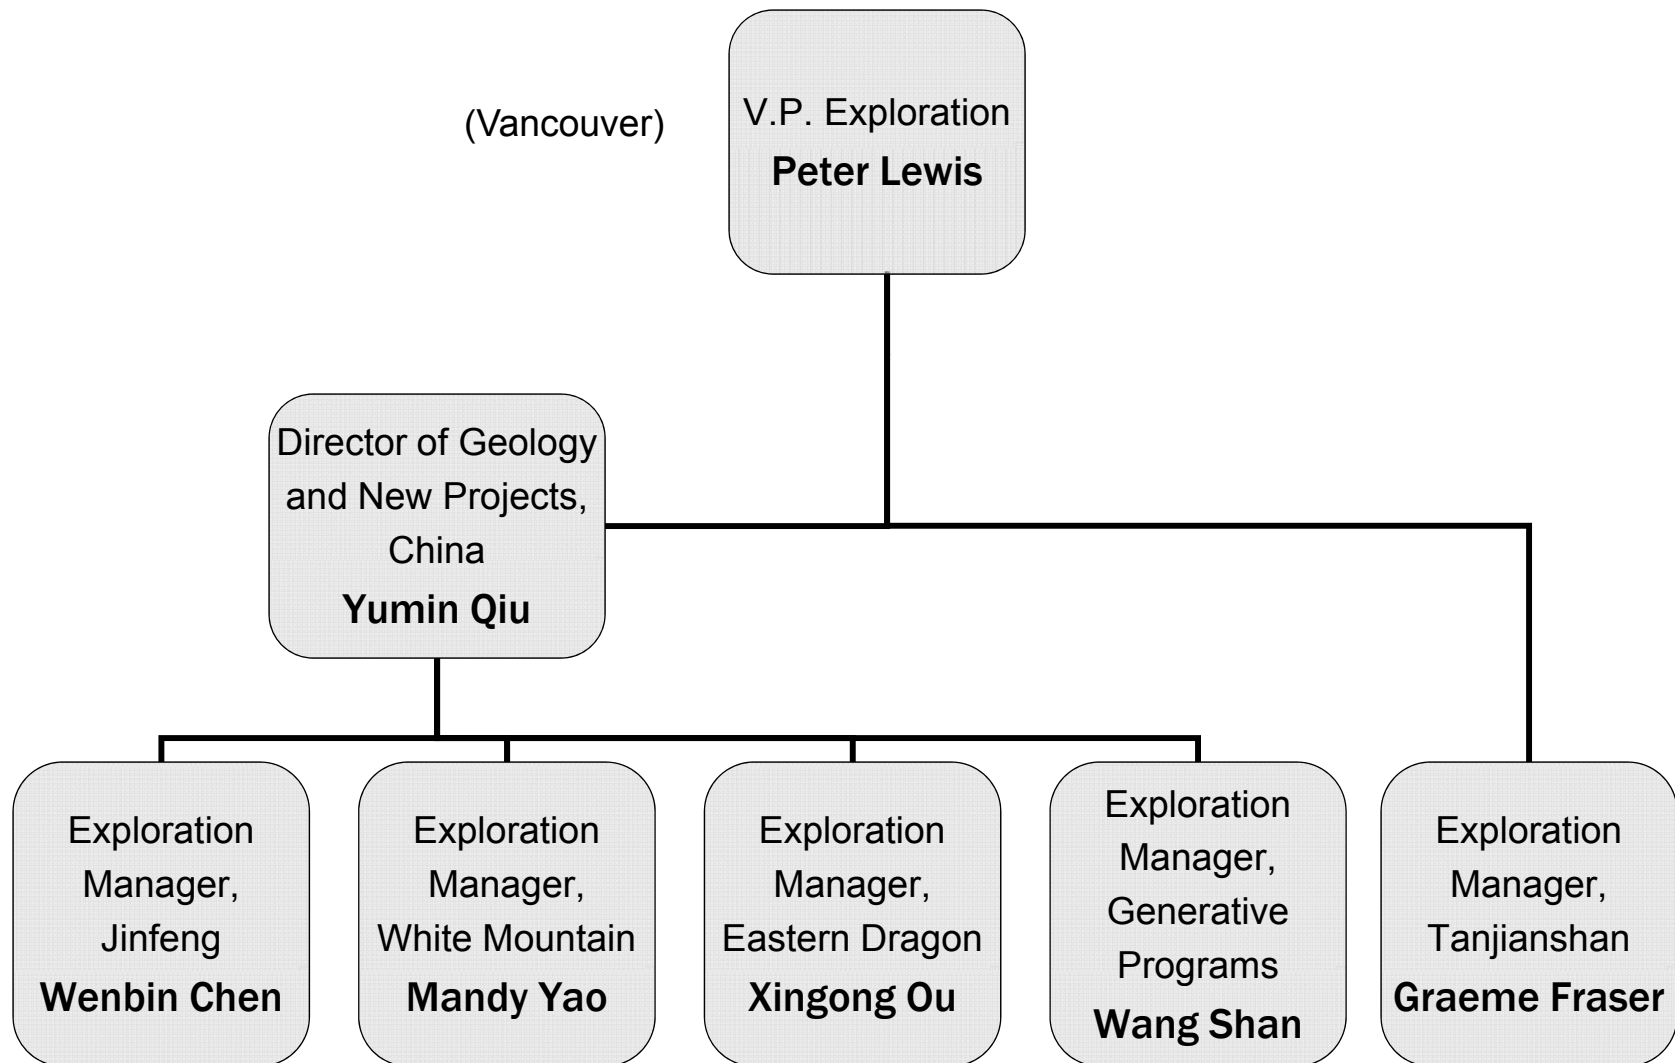 (Vancouver)
V.P. Exploration
Peter Lewis
Director of Geology
and New Projects,
China
Yumin Qiu
Exploration
Manager,
Jinfeng
Wenbin Chen
Exploration
Manager,
White Mountain
Mandy Yao
Exploration
Manager,
Eastern Dragon
Xingong Ou
Exploration
Manager,
Generative
Programs
Wang Shan
Exploration
Manager,
Tanjianshan
Graeme Fraser